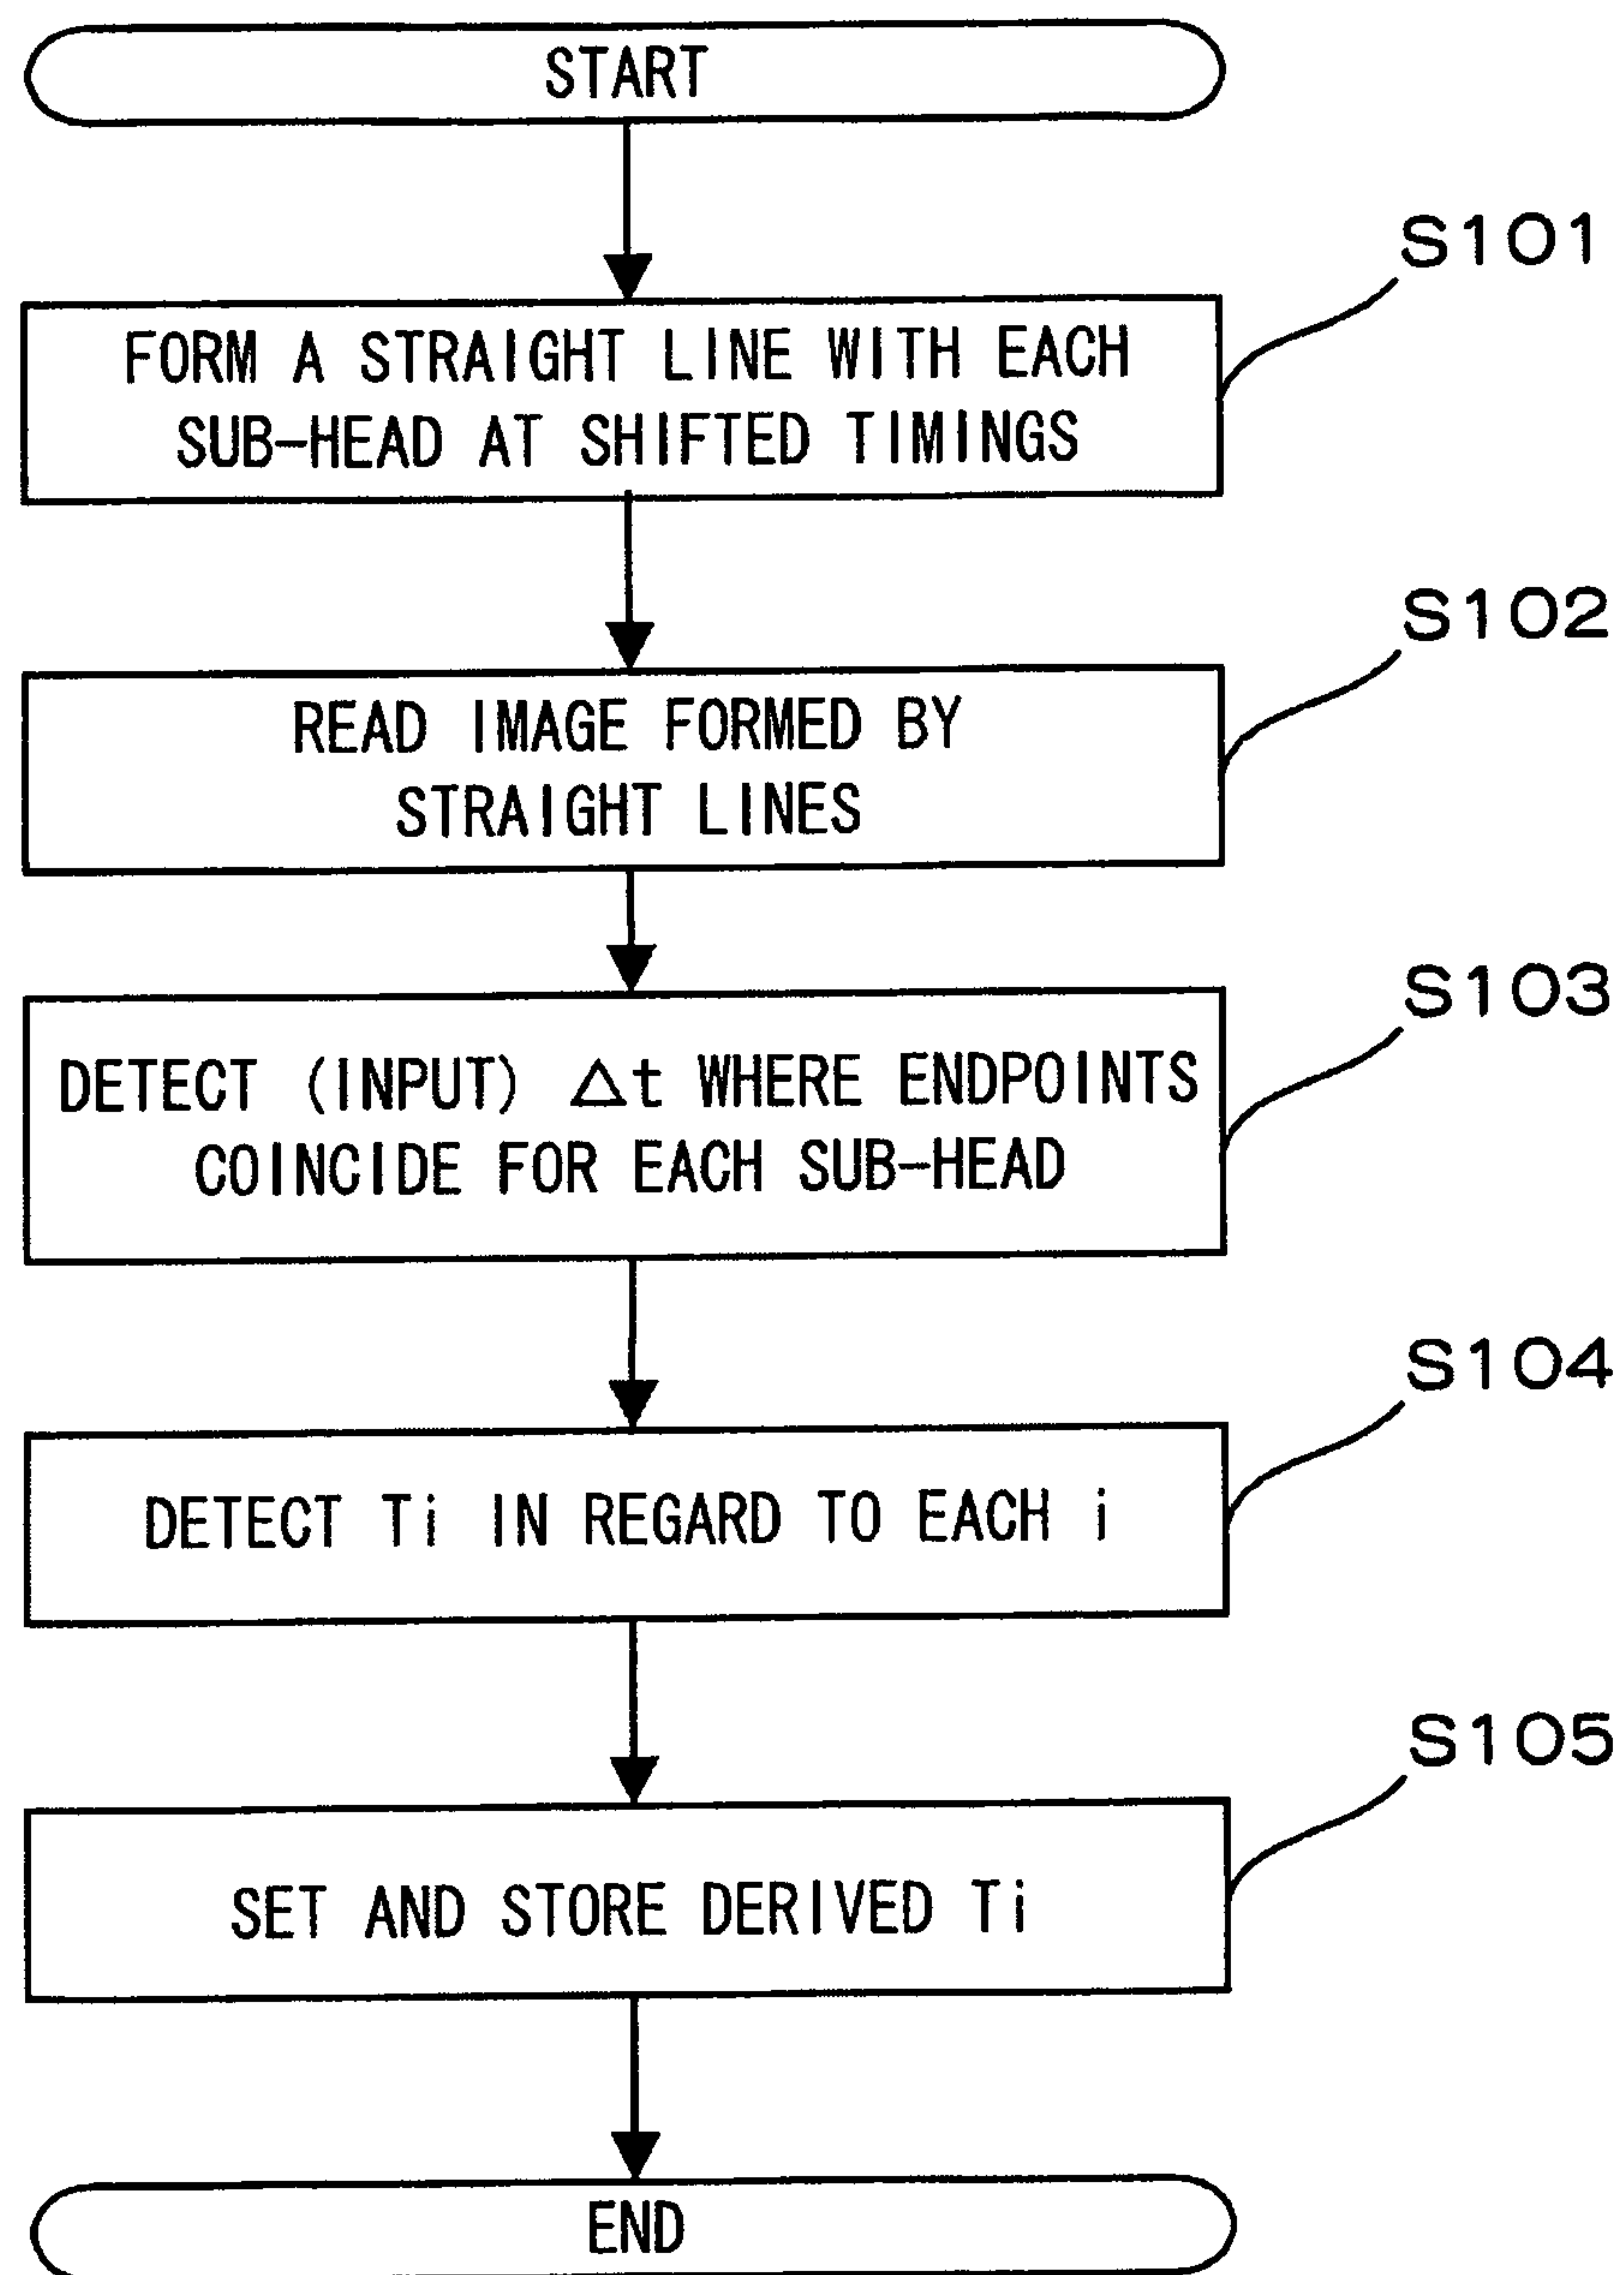 START
S101
FORM A STRAIGHT LINE WITH EACH
SUB-HEAD AT SHIFTED TIMINGS
S102
READ IMAGE FORMED BY
STRAIGHT LINES
S103
DETECT (INPUT) Δt WHERE ENDPOINTS
COINCIDE FOR EACH SUB-HEAD
S104
DETECT Ti IN REGARD TO EACH i
S105
SET AND STORE DERIVED Ti
END